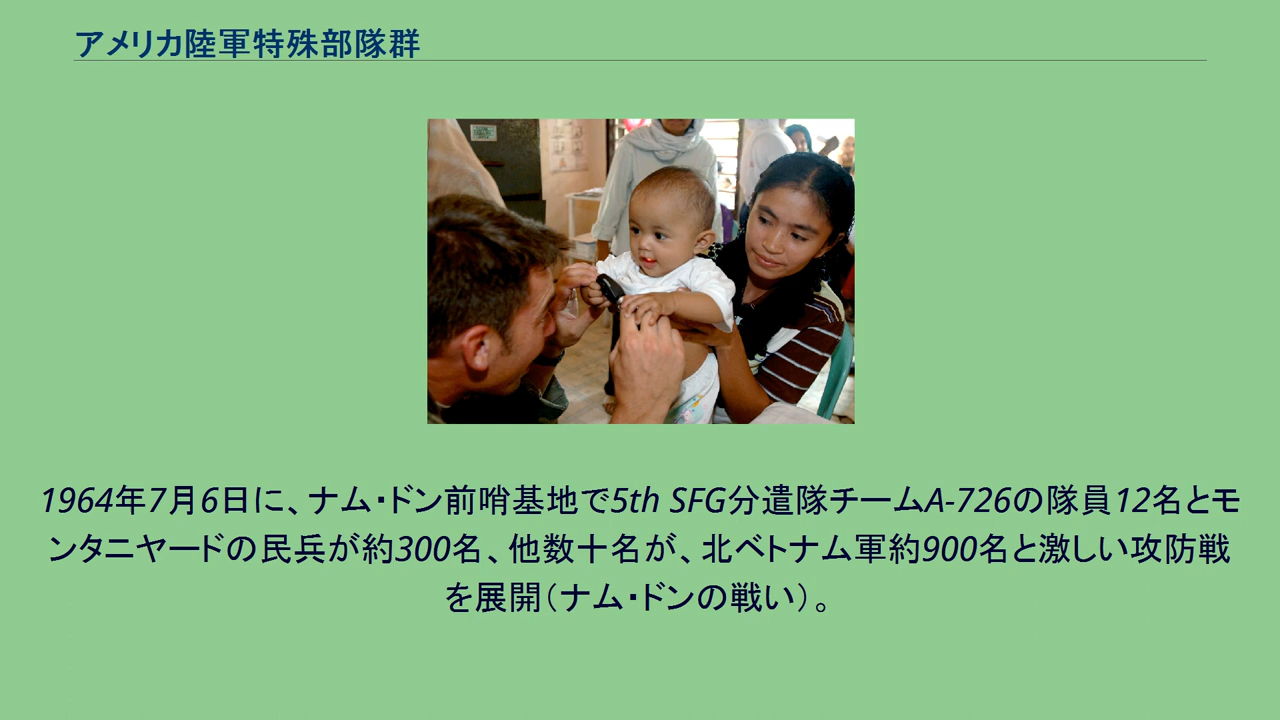 アメリカ陸軍特殊部隊群
1964年7月6日に、ナム・ドン前哨基地で5th SFG分遣隊チームA-726の隊員12名とモ
ンタニヤードの民兵が約300名、他数十名が、北ベトナム軍約900名と激しい攻防戦
を展開（ナム・ドンの戦い）。